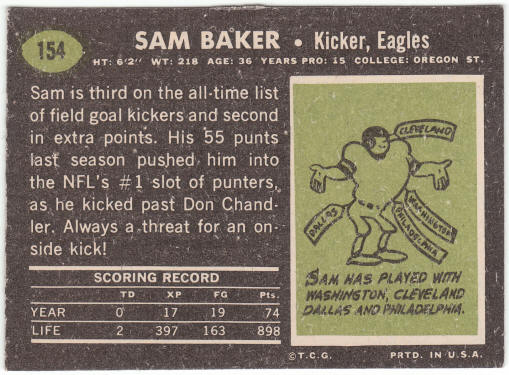 154
SAM BAKER • Kicker, Eagles
HT: 6'2" WT: 218 AGE: 36 YEARS PRO: 15 COLLEGE: OREGON ST.
Sam is third on the all-time list
of field goal kickers and second
in extra points. His 55 punts
last season pushed him into
the NFL's #1 slot of punters,
as he kicked past Don Chand-
ler. Always a threat for an on-
side kick!
SCORING RECORD
TD XP FG Pts.
YEAR 0 17 19 74
LIFE 2 397 163 898
CLEVELAND
DALLAS
WASHINGTON
PHILADELPHIA
SAM HAS PLAYED WITH
WASHINGTON, CLEVELAND
DALLAS AND PHILADELPHIA.
©T.C.G. PRTD. IN U.S.A.